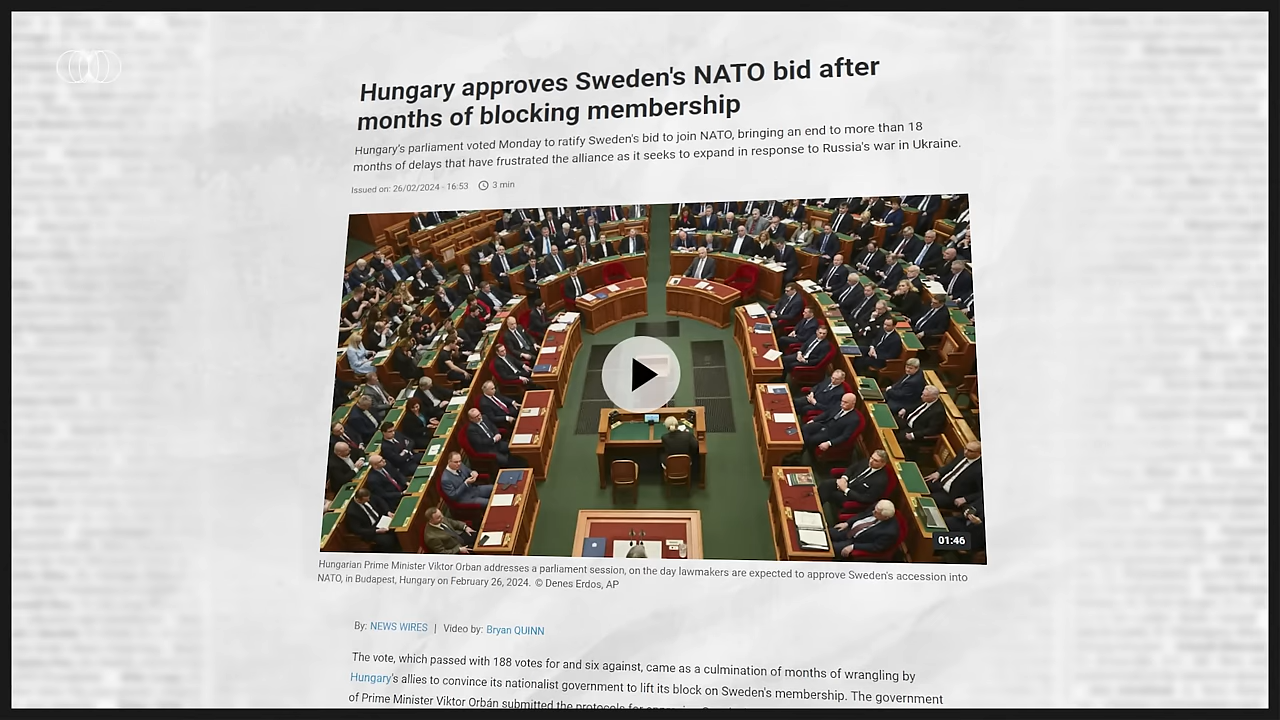 Hungary approves Sweden's NATO bid after
months of blocking membership
Hungary's parliament voted Monday to ratify Sweden's bid to join NATO, bringing an end to more than 18
months of delays that have frustrated the alliance as it seeks to expand in response to Russia's war in Ukraine.
Issued on: 26/02/2024 - 16:53 3 min
01:46
Hungarian Prime Minister Viktor Orban addresses a parliament session, on the day lawmakers are expected to approve Sweden's accession into
NATO, in Budapest, Hungary on February 26, 2024. © Denes Erdos, AP
By: NEWS WIRES | Video by: Bryan QUINN
The vote, which passed with 188 votes for and six against, came as a culmination of months of wrangling by
Hungary's allies to convince its nationalist government to lift its block on Sweden's membership. The government
of Prime Minister Viktor Orbán submitted the protocols for